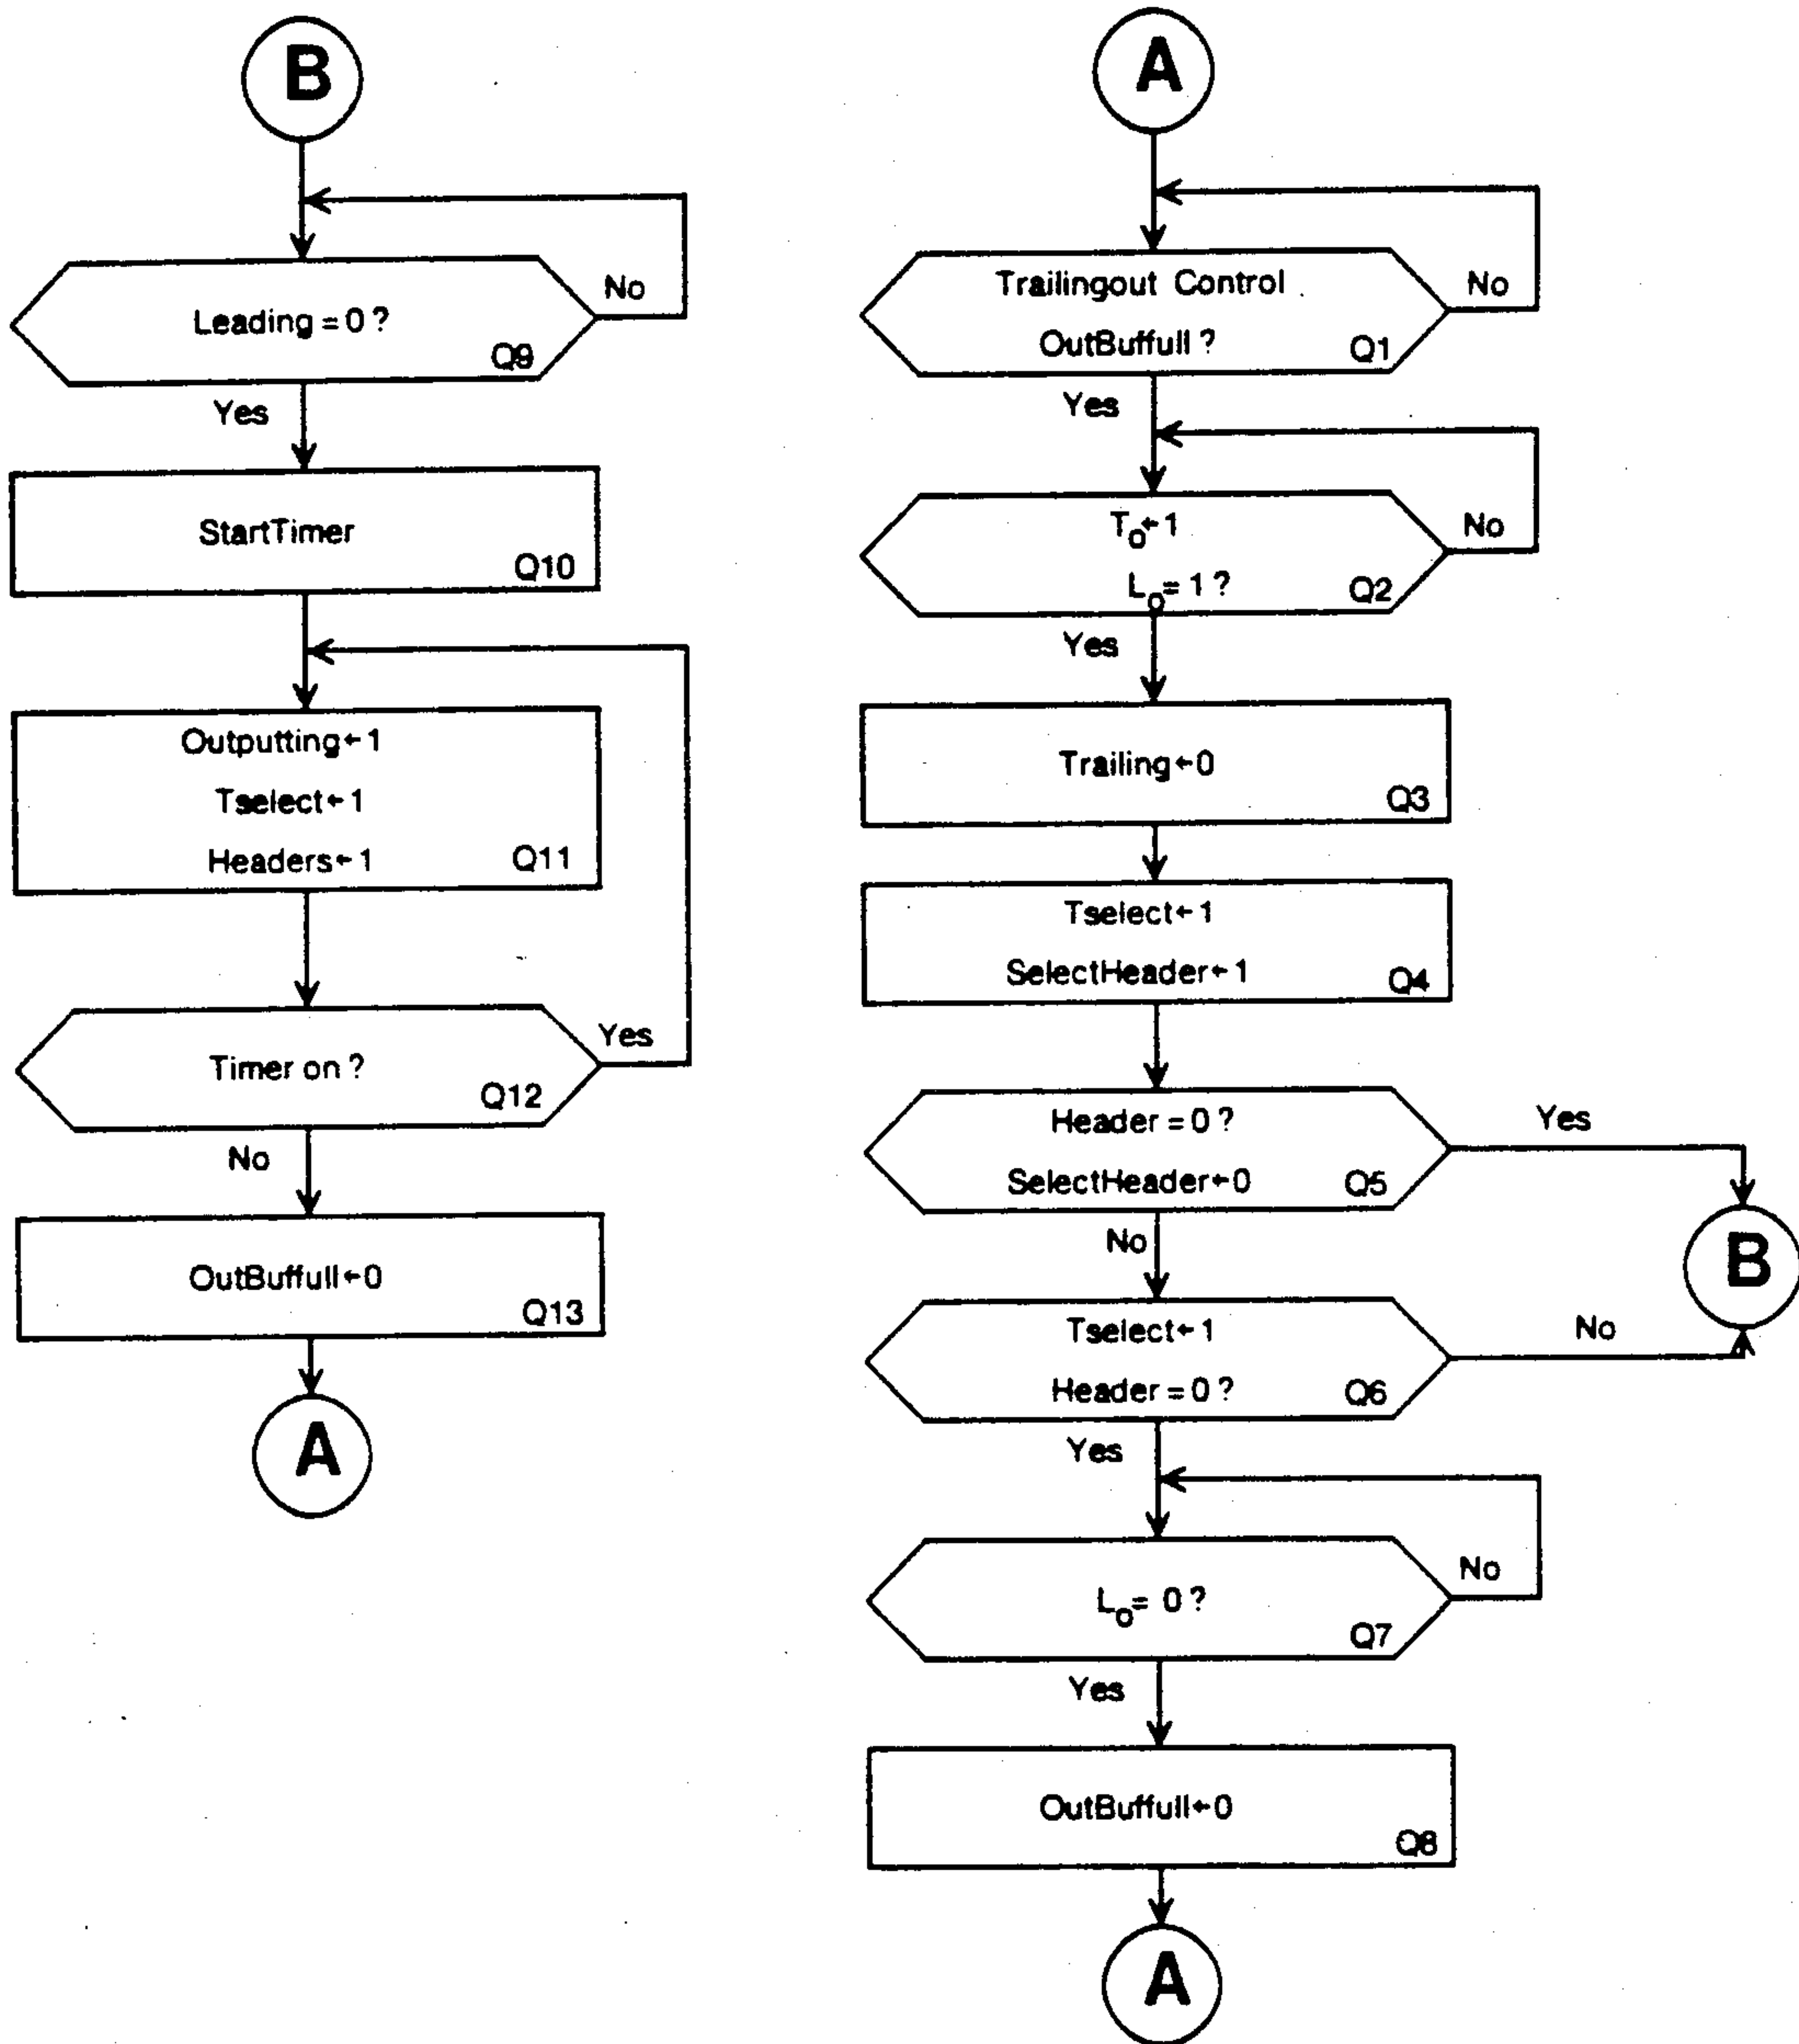 B
Leading = 0 ?
No
Q9
Yes
StartTimer
Q10
Outputting←1
Tselect←1
Headers←1
Q11
Timer on ?
Yes
Q12
No
OutBuffull←0
Q13
A
A
Trailingout Control
No
OutBuffull ?
Q1
Yes
To←1
No
Lo= 1 ?
Q2
Yes
Trailing←0
Q3
Tselect←1
SelectHeader←1
Q4
Header = 0 ?
Yes
SelectHeader←0
Q5
No
B
Tselect←1
No
Header = 0 ?
Q6
Yes
Lo= 0 ?
No
Q7
Yes
OutBuffull←0
Q8
A